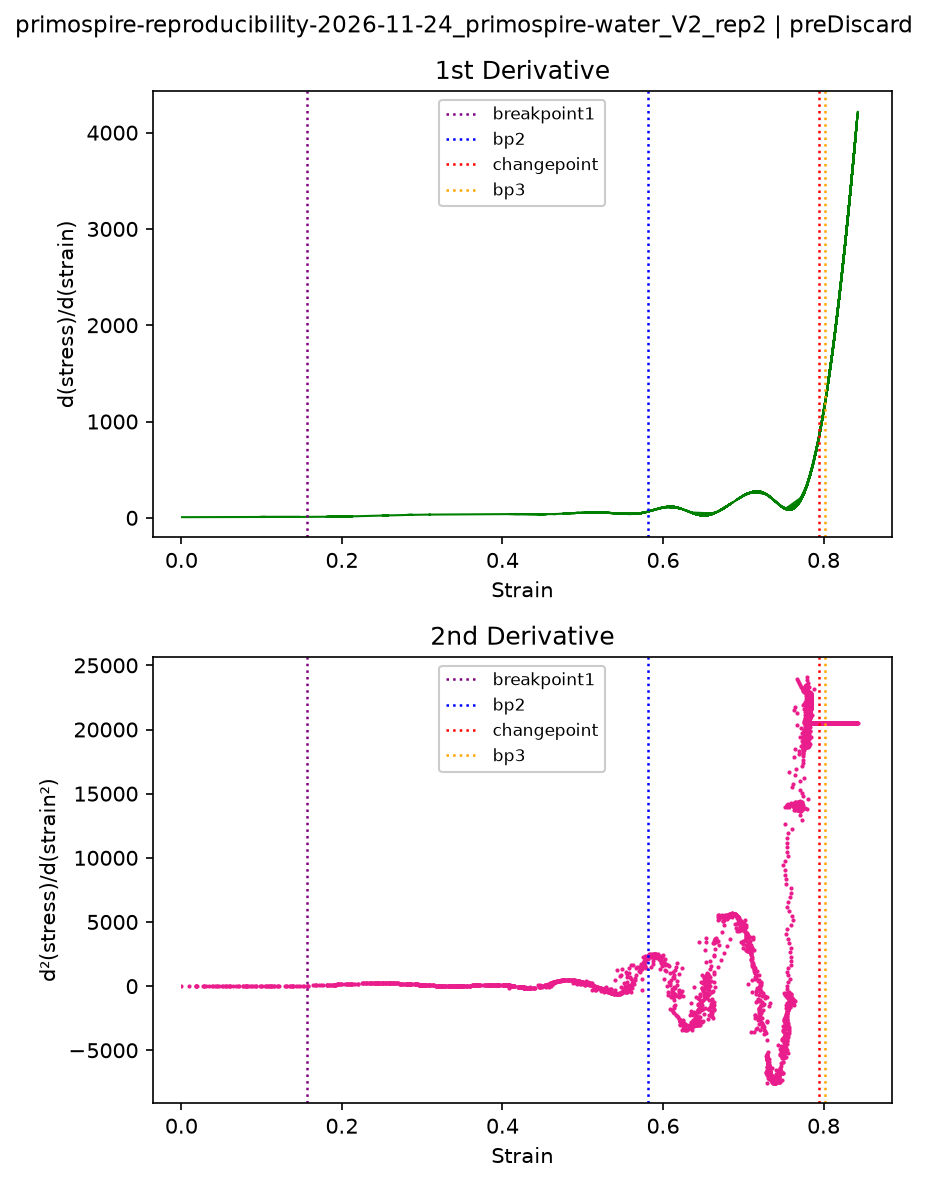 primospire-reproducibility-2026-11-24_primospire-water_V2_rep2 | preDiscard
1st Derivative
breakpoint1
bp2
changepoint
bp3
d(stress)/d(strain)
4000
3000
2000
1000
0
0.0 0.2 0.4 0.6 0.8
Strain
2nd Derivative
breakpoint1
bp2
changepoint
bp3
d²(stress)/d(strain²)
25000
20000
15000
10000
5000
0
−5000
0.0 0.2 0.4 0.6 0.8
Strain